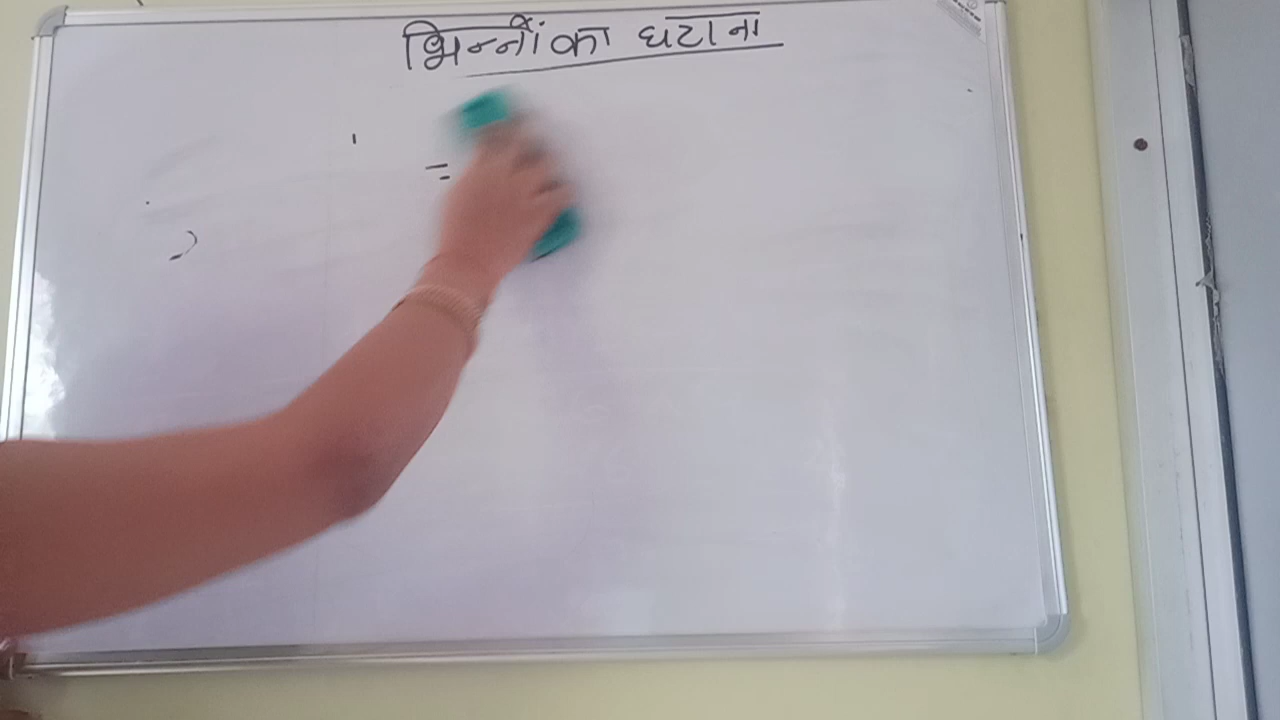 भिन्नों का घटाना
=